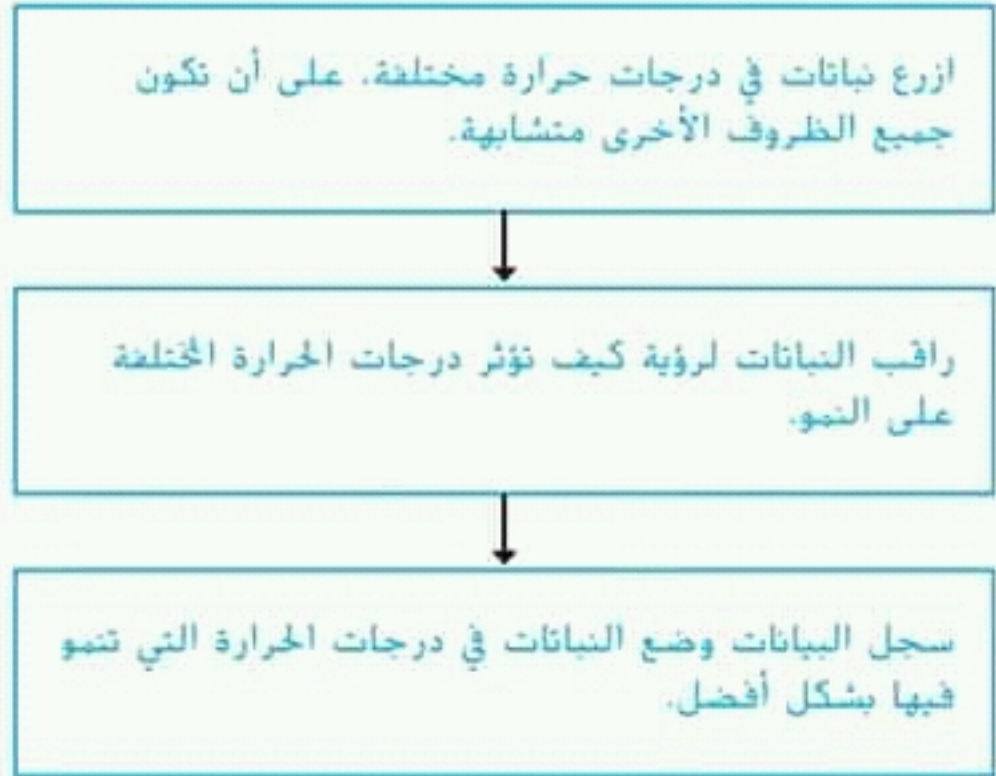 ازرع نباتات في درجات حرارة مختلفة، على أن تكون
جميع الظروف الأخرى متشابهة.
راقب النباتات لرؤية كيف تؤثر درجات الحرارة المختلفة
على النمو.
سجل البيانات وضع النباتات في درجات الحرارة التي تنمو
فيها بشكل أفضل.